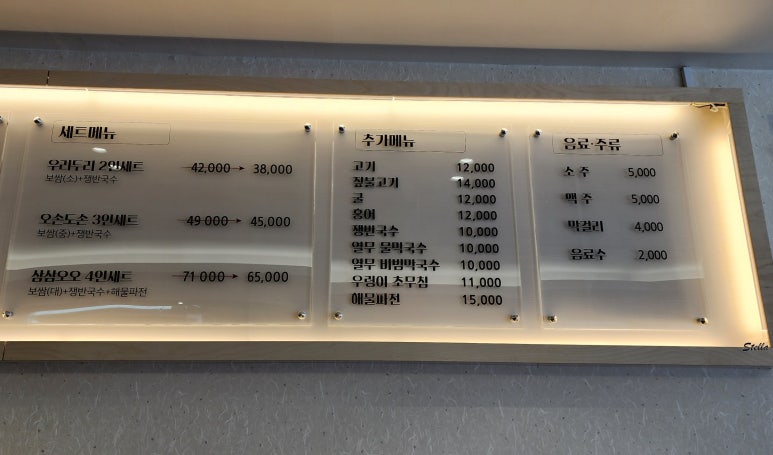 세트메뉴
우리두리 2인세트 42,000→38,000
보쌈(소)+쟁반국수
오손도손 3인세트 49,000→45,000
보쌈(중)+쟁반국수
삼삼오오 4인세트 71,000→65,000
보쌈(대)+쟁반국수+해물파전
추가메뉴
고기 12,000
짚불고기 14,000
굴 12,000
홍어 12,000
쟁반국수 10,000
열무 물막국수 10,000
열무 비빔막국수 10,000
우렁이 초무침 11,000
해물파전 15,000
음료·주류
소주 5,000
맥주 5,000
막걸리 4,000
음료수 2,000
Stella